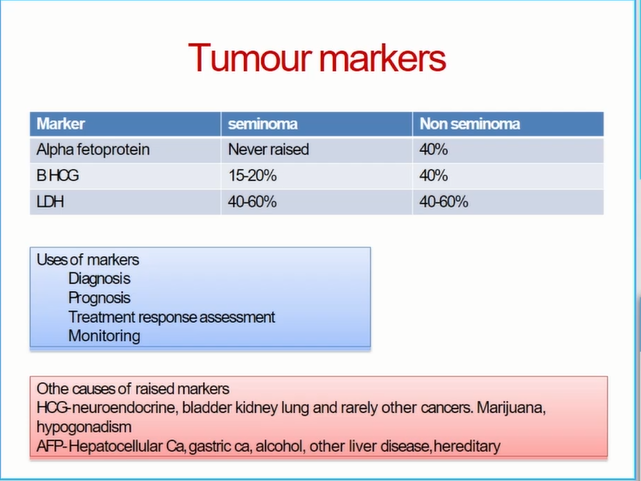 Tumour markers
Marker seminoma Non seminoma
Alpha fetoprotein Never raised 40%
B HCG 15-20% 40%
LDH 40-60% 40-60%
Uses of markers
Diagnosis
Prognosis
Treatment response assessment
Monitoring
Othe causes of raised markers
HCG- neuroendocrine, bladder kidney lung and rarely other cancers. Marijuana,
hypogonadism
AFP- Hepatocellular Ca, gastric ca, alcohol, other liver disease, hereditary